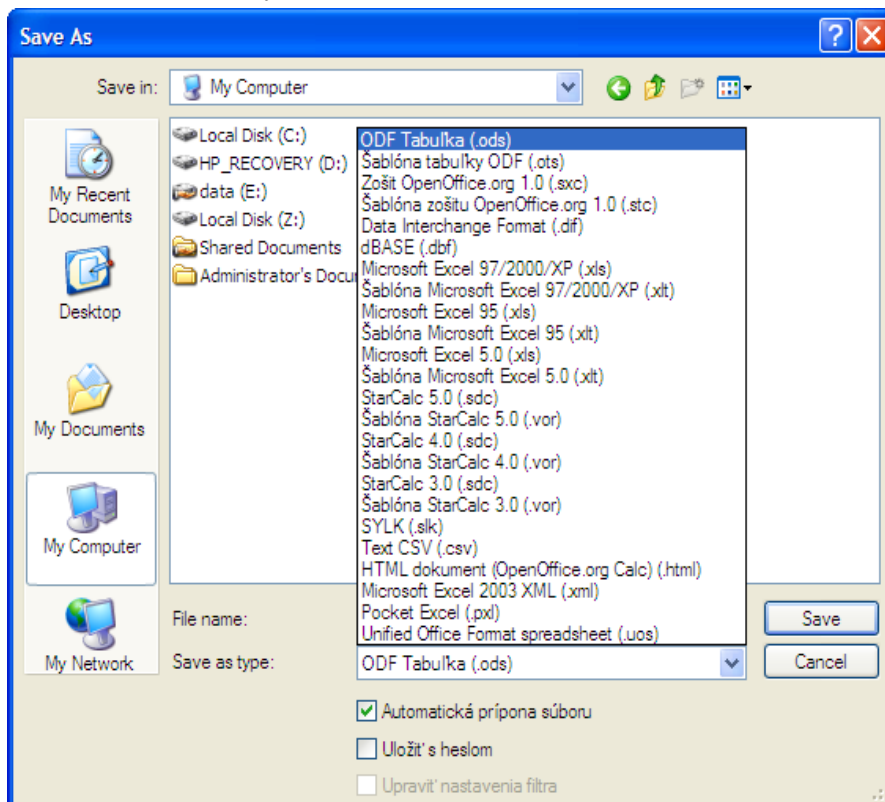 Save As
Save in:
My Computer
My Recent
Documents
Desktop
My Documents
My Computer
My Network
Local Disk (C:)
HP_RECOVERY (D:)
data (E:)
Local Disk (Z:)
Shared Documents
Administrator's Docu
ODF Tabuľka (.ods)
Šablóna tabuľky ODF (.ots)
Zošit OpenOffice.org 1.0 (.sxc)
Šablóna zošitu OpenOffice.org 1.0 (.stc)
Data Interchange Format (.dif)
dBASE (.dbf)
Microsoft Excel 97/2000/XP (.xls)
Šablóna Microsoft Excel 97/2000/XP (.xlt)
Microsoft Excel 95 (.xls)
Šablóna Microsoft Excel 95 (.xlt)
Microsoft Excel 5.0 (.xls)
Šablóna Microsoft Excel 5.0 (.xlt)
StarCalc 5.0 (.sdc)
Šablóna StarCalc 5.0 (.vor)
StarCalc 4.0 (.sdc)
Šablóna StarCalc 4.0 (.vor)
StarCalc 3.0 (.sdc)
Šablóna StarCalc 3.0 (.vor)
SYLK (.slk)
Text CSV (.csv)
HTML dokument (OpenOffice.org Calc) (.html)
Microsoft Excel 2003 XML (.xml)
Pocket Excel (.pxl)
Unified Office Format spreadsheet (.uos)
File name:
Save
Save as type:
ODF Tabuľka (.ods)
Cancel
Automatická prípona súboru
Uložiť s heslom
Upraviť nastavenia filtra